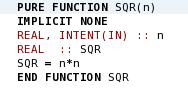 PURE FUNCTION SQR(n)
IMPLICIT NONE
REAL, INTENT(IN) :: n
REAL  :: SQR
SQR = n*n
END FUNCTION SQR